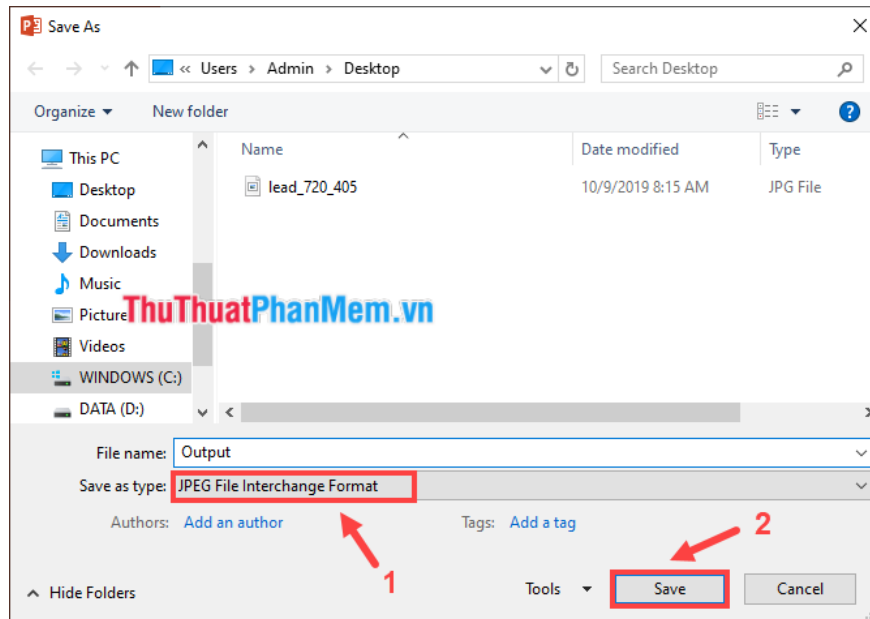 Save As
« Users > Admin > Desktop
Search Desktop
Organize
New folder
Name
Date modified
Type
This PC
lead_720_405
10/9/2019 8:15 AM
JPG File
Desktop
Documents
Downloads
Music
Picture
ThuThuatPhanMem.vn
Videos
WINDOWS (C:)
DATA (D:)
File name: Output
Save as type: JPEG File Interchange Format
Authors: Add an author
Tags: Add a tag
2
1
Hide Folders
Tools
Save
Cancel